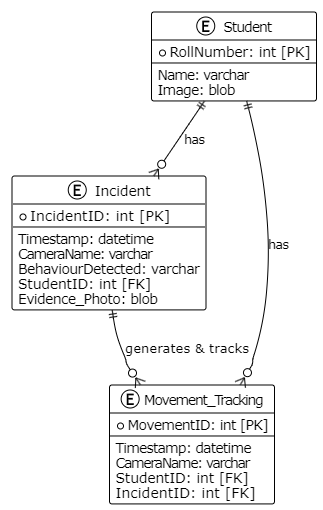 E Student
RollNumber: int [PK]
Name: varchar
Image: blob
has
E Incident
IncidentID: int [PK]
Timestamp: datetime
CameraName: varchar
BehaviourDetected: varchar
StudentID: int [FK]
Evidence_Photo: blob
has
generates & tracks
E Movement_Tracking
MovementID: int [PK]
Timestamp: datetime
CameraName: varchar
StudentID: int [FK]
IncidentID: int [FK]